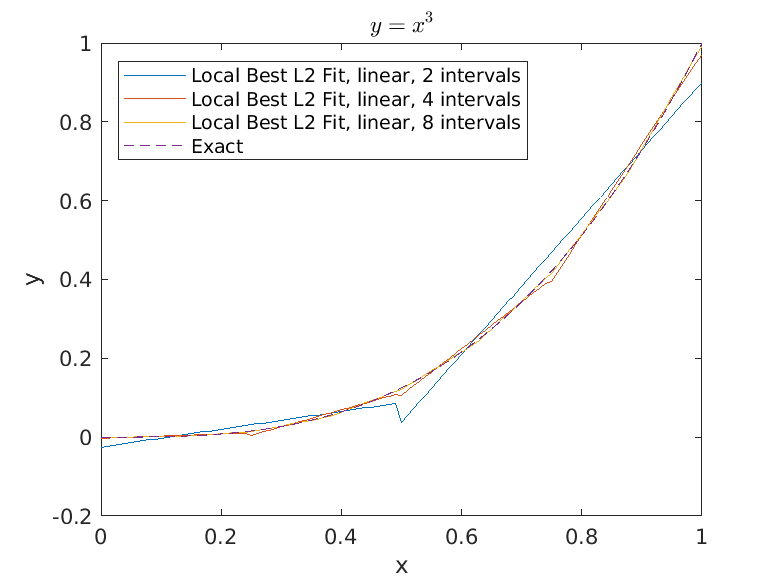 y = x³
1
0.8
0.6
0.4
0.2
0
-0.2
y
Local Best L2 Fit, linear, 2 intervals
Local Best L2 Fit, linear, 4 intervals
Local Best L2 Fit, linear, 8 intervals
Exact
0 0.2 0.4 0.6 0.8 1
x